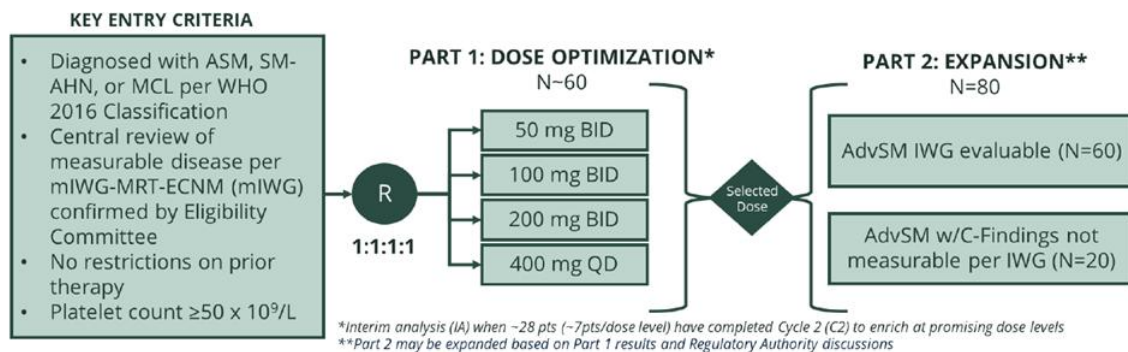 KEY ENTRY CRITERIA
• Diagnosed with ASM, SM-
AHN, or MCL per WHO
2016 Classification
• Central review of
measurable disease per
mIWG-MRT-ECNM (mIWG)
confirmed by Eligibility
Committee
• No restrictions on prior
therapy
• Platelet count ≥50 x 10⁹/L
R
1:1:1:1
PART 1: DOSE OPTIMIZATION*
N~60
50 mg BID
100 mg BID
200 mg BID
400 mg QD
Selected
Dose
PART 2: EXPANSION**
N=80
AdvSM IWG evaluable (N=60)
AdvSM w/C-Findings not
measurable per IWG (N=20)
*Interim analysis (IA) when ~28 pts (~7pts/dose level) have completed Cycle 2 (C2) to enrich at promising dose levels
**Part 2 may be expanded based on Part 1 results and Regulatory Authority discussions